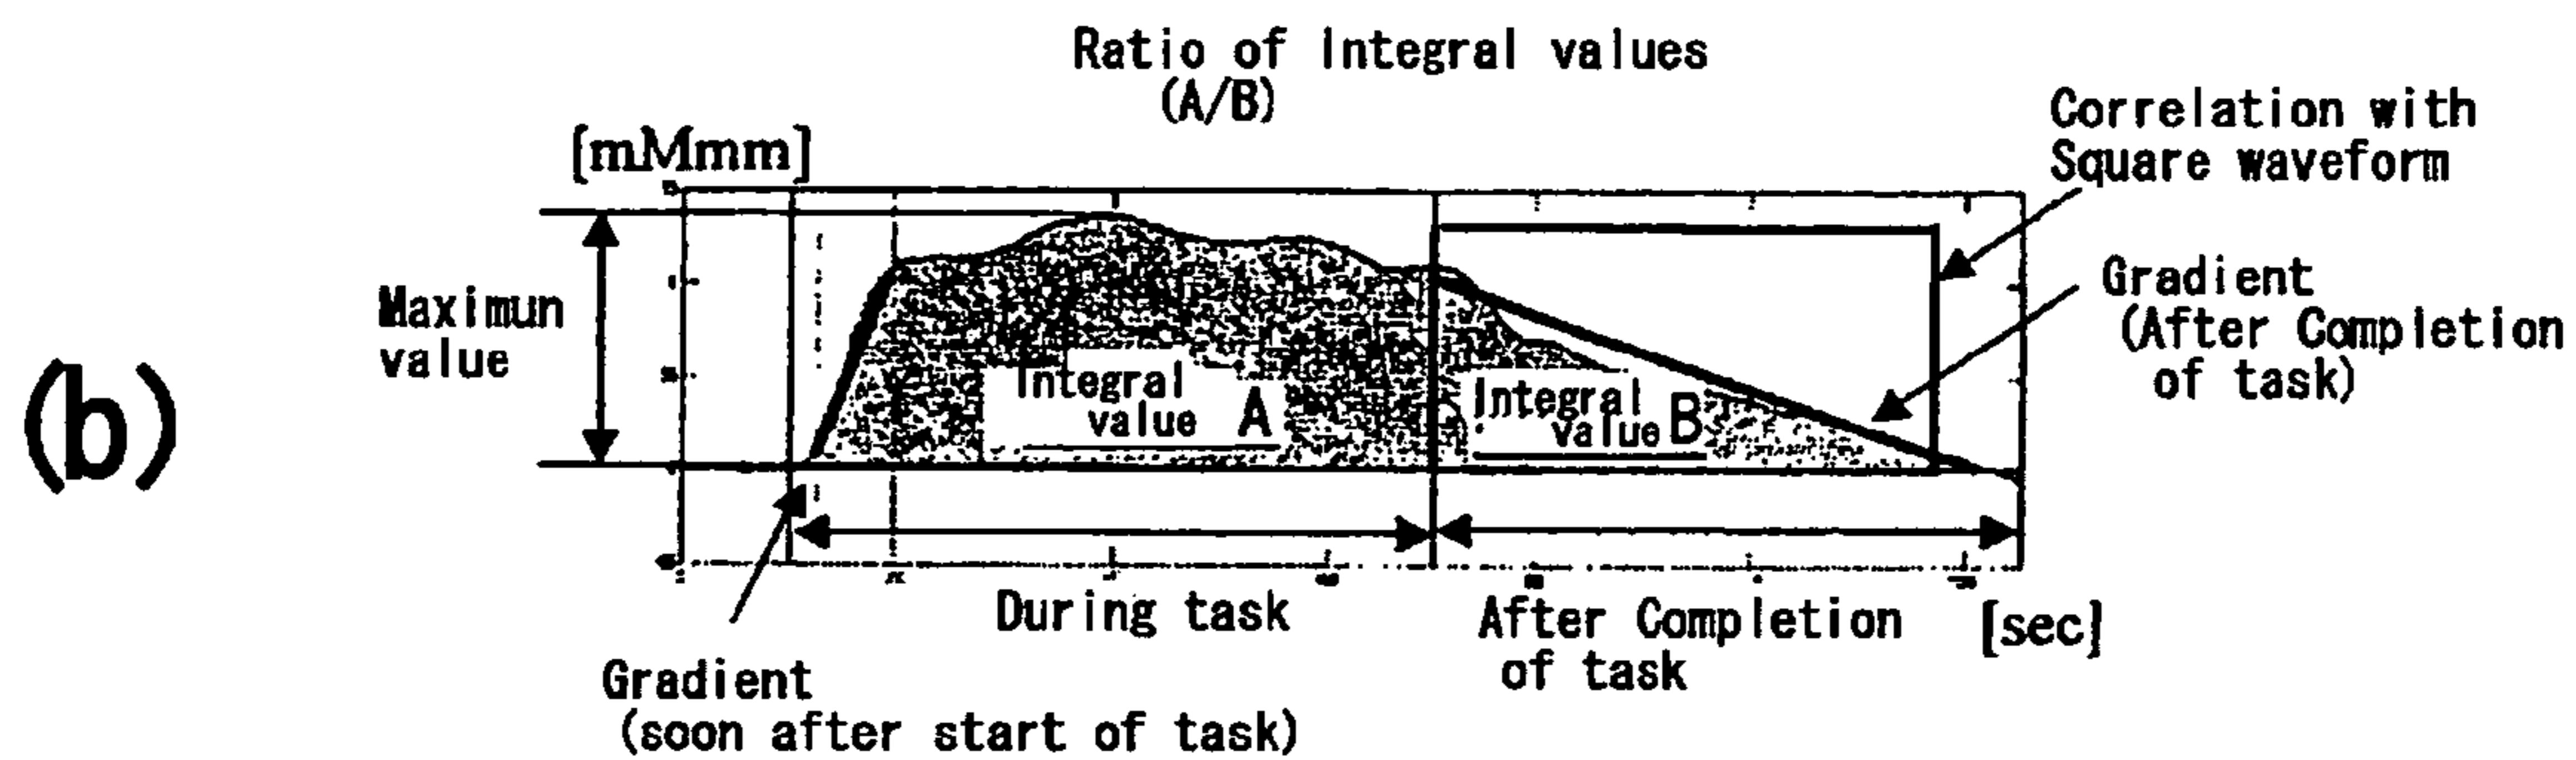 Ratio of Integral values
(A/B)
Correlation with
Square waveform
[mMmm]
Gradient
(After Completion
of task)
Maximun
value
(b)
Integral
value A
Integral
value B
During task
After Completion
of task
[sec]
Gradient
(soon after start of task)